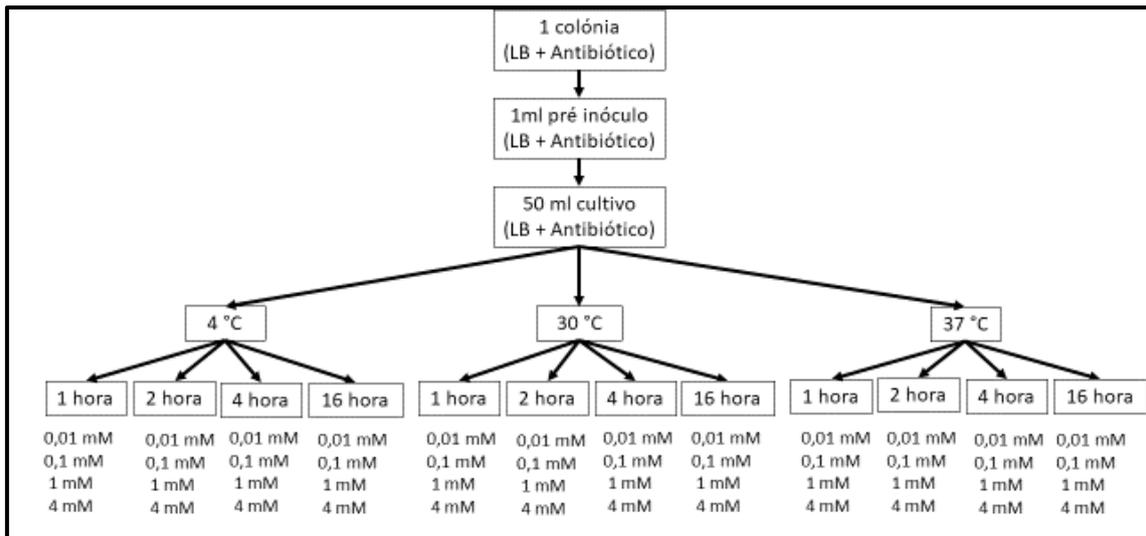 1 colónia
(LB + Antibiótico)
1ml pré inóculo
(LB + Antibiótico)
50 ml cultivo
(LB + Antibiótico)
4 °C
30 °C
37 °C
1 hora
2 hora
4 hora
16 hora
1 hora
2 hora
4 hora
16 hora
1 hora
2 hora
4 hora
16 hora
0,01 mM
0,1 mM
1 mM
4 mM
0,01 mM
0,1 mM
1 mM
4 mM
0,01 mM
0,1 mM
1 mM
4 mM
0,01 mM
0,1 mM
1 mM
4 mM
0,01 mM
0,1 mM
1 mM
4 mM
0,01 mM
0,1 mM
1 mM
4 mM
0,01 mM
0,1 mM
1 mM
4 mM
0,01 mM
0,1 mM
1 mM
4 mM
0,01 mM
0,1 mM
1 mM
4 mM
0,01 mM
0,1 mM
1 mM
4 mM
0,01 mM
0,1 mM
1 mM
4 mM
0,01 mM
0,1 mM
1 mM
4 mM